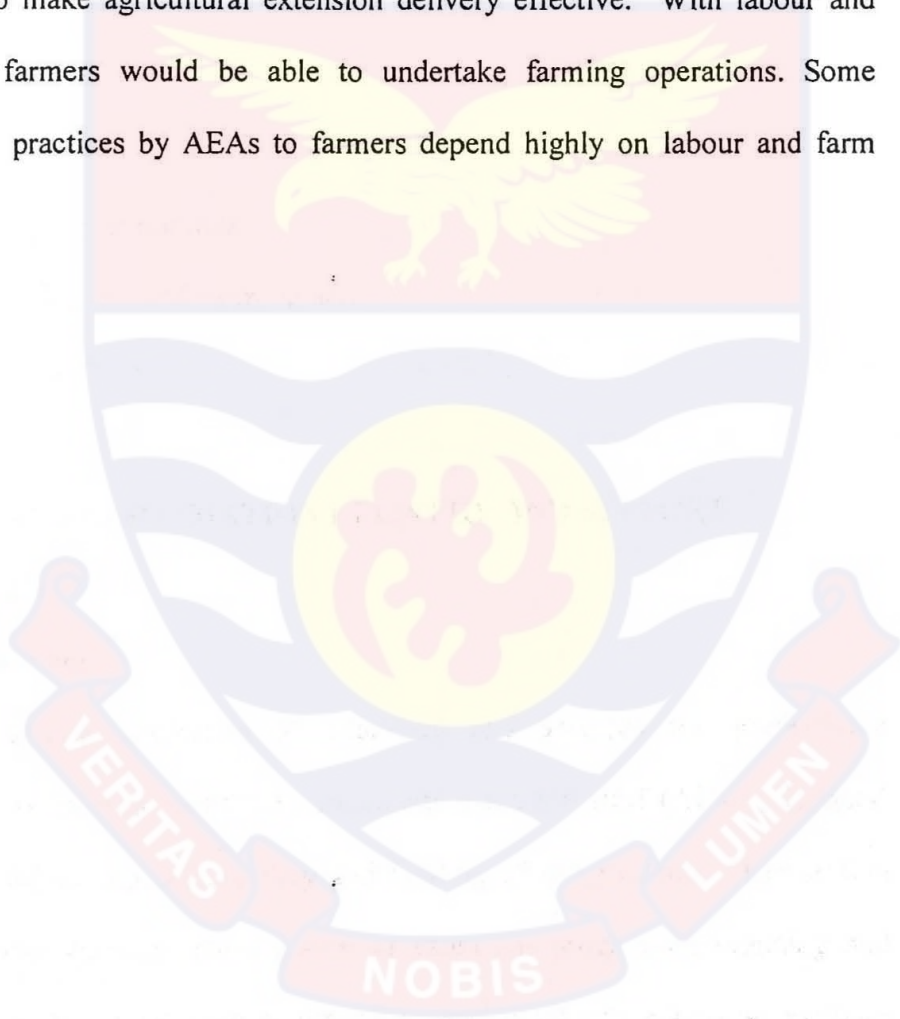 make agricultural extension delivery effective. With labour and
farmers would be able to undertake farming operations. Some
practices by AEAs to farmers depend highly on labour and farm
VERITAS
NOBIS
LUMEN